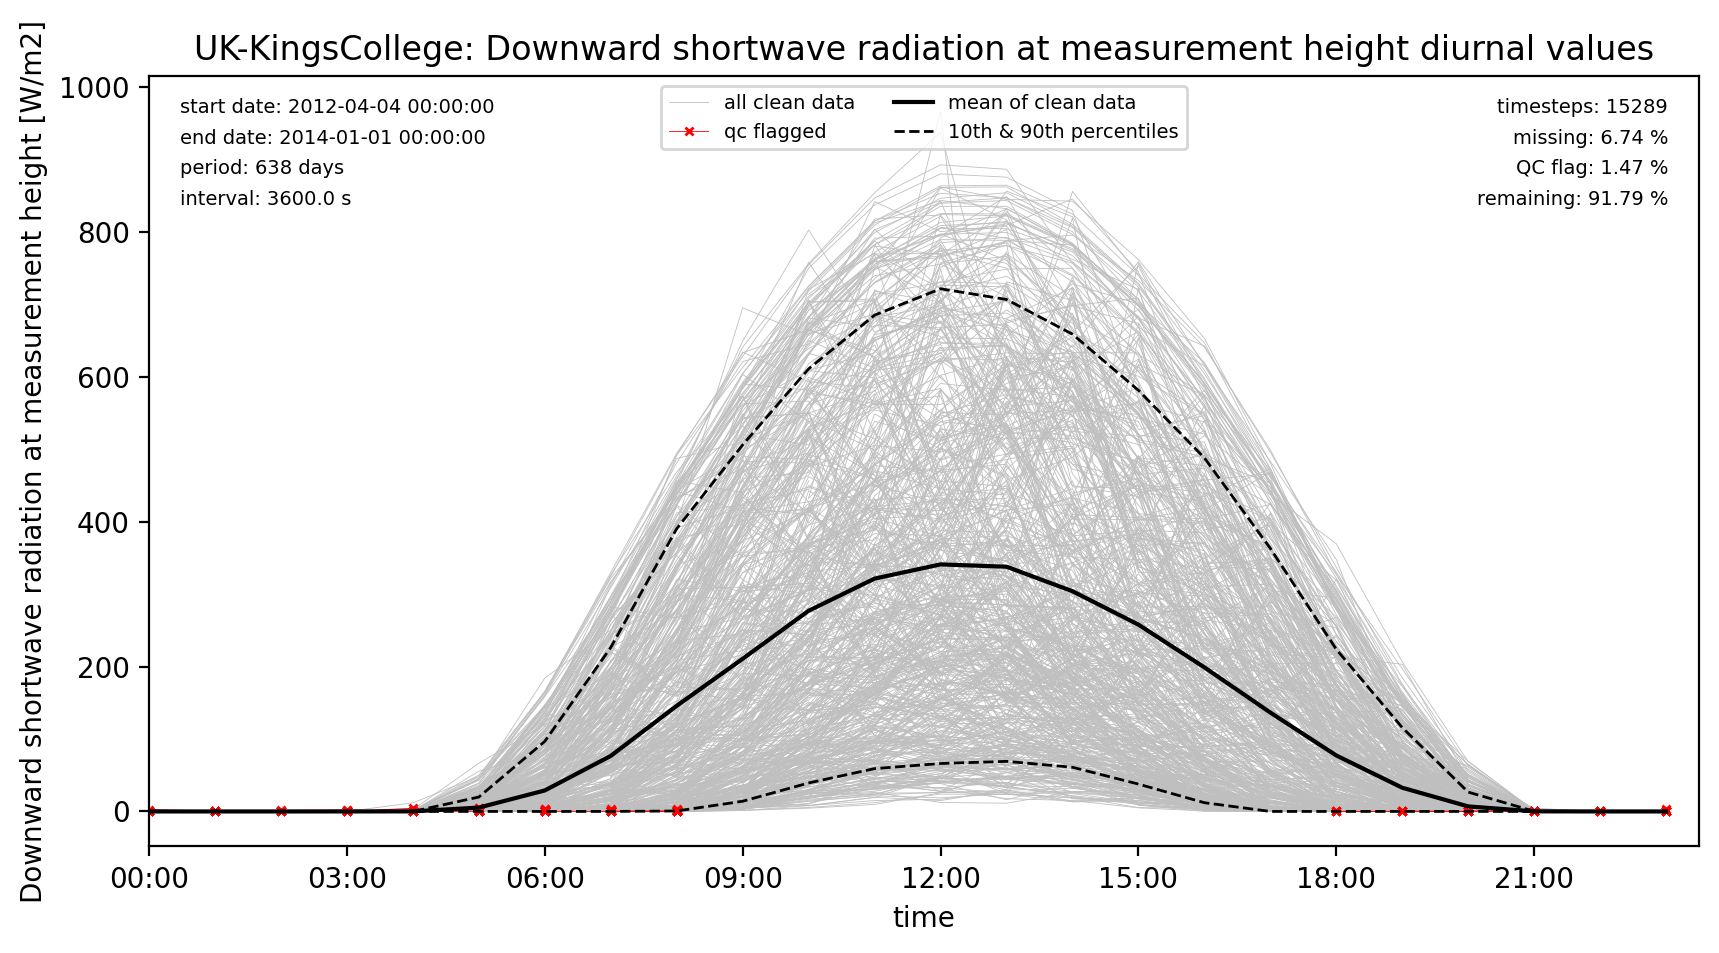 UK-KingsCollege: Downward shortwave radiation at measurement height diurnal values
Downward shortwave radiation at measurement height [W/m2]
1000
800
600
400
200
0
start date: 2012-04-04 00:00:00
end date: 2014-01-01 00:00:00
period: 638 days
interval: 3600.0 s
all clean data
qc flagged
mean of clean data
10th & 90th percentiles
timesteps: 15289
missing: 6.74 %
QC flag: 1.47 %
remaining: 91.79 %
00:00 03:00 06:00 09:00 12:00 15:00 18:00 21:00
time